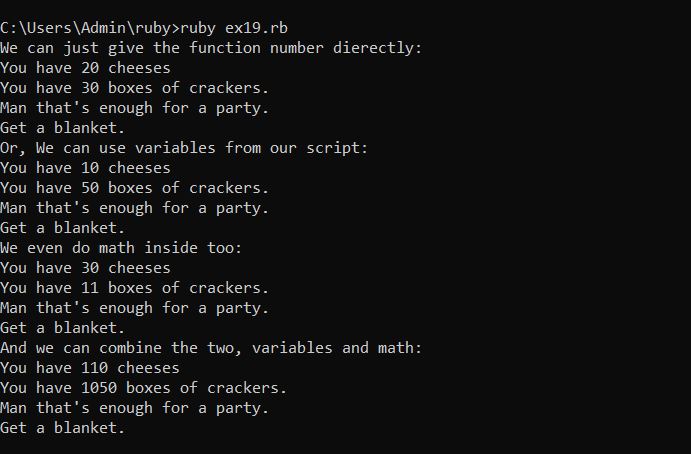 C:\Users\Admin\ruby>ruby ex19.rb
We can just give the function number dierectly:
You have 20 cheeses
You have 30 boxes of crackers.
Man that's enough for a party.
Get a blanket.
Or, We can use variables from our script:
You have 10 cheeses
You have 50 boxes of crackers.
Man that's enough for a party.
Get a blanket.
We even do math inside too:
You have 30 cheeses
You have 11 boxes of crackers.
Man that's enough for a party.
Get a blanket.
And we can combine the two, variables and math:
You have 110 cheeses
You have 1050 boxes of crackers.
Man that's enough for a party.
Get a blanket.